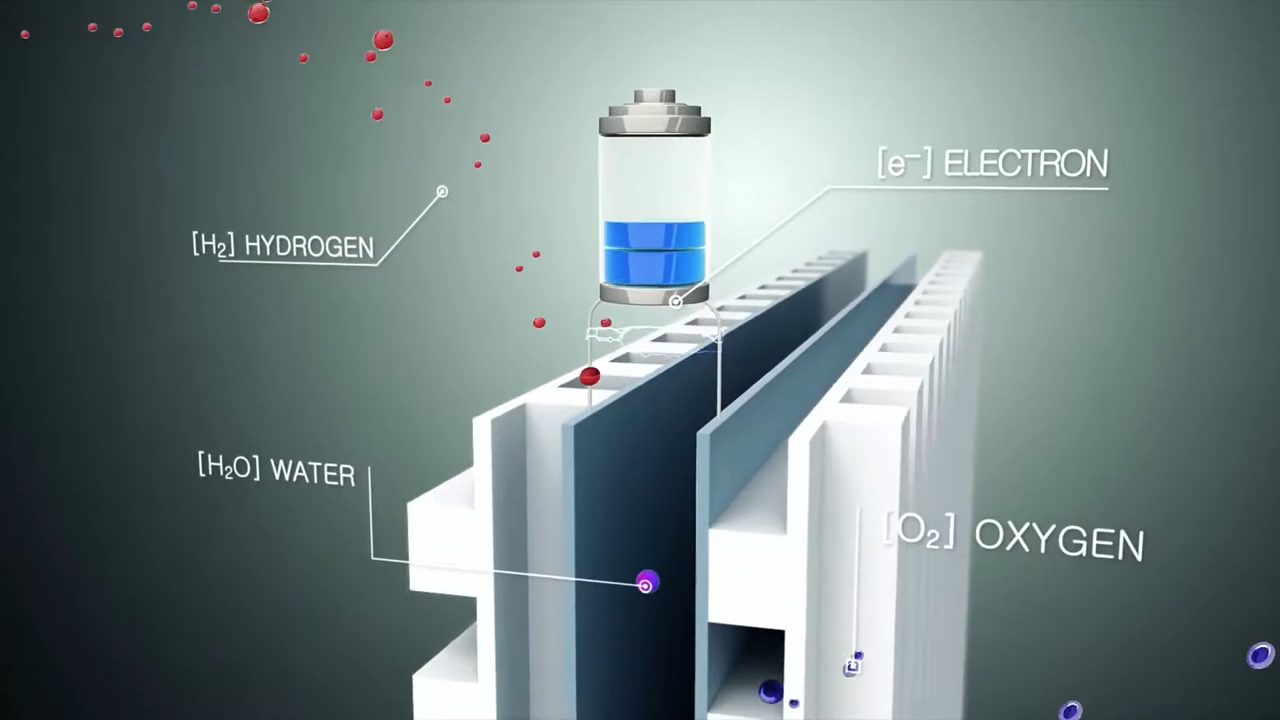 [e⁻] ELECTRON
[H₂] HYDROGEN
[H₂O] WATER
[O₂] OXYGEN